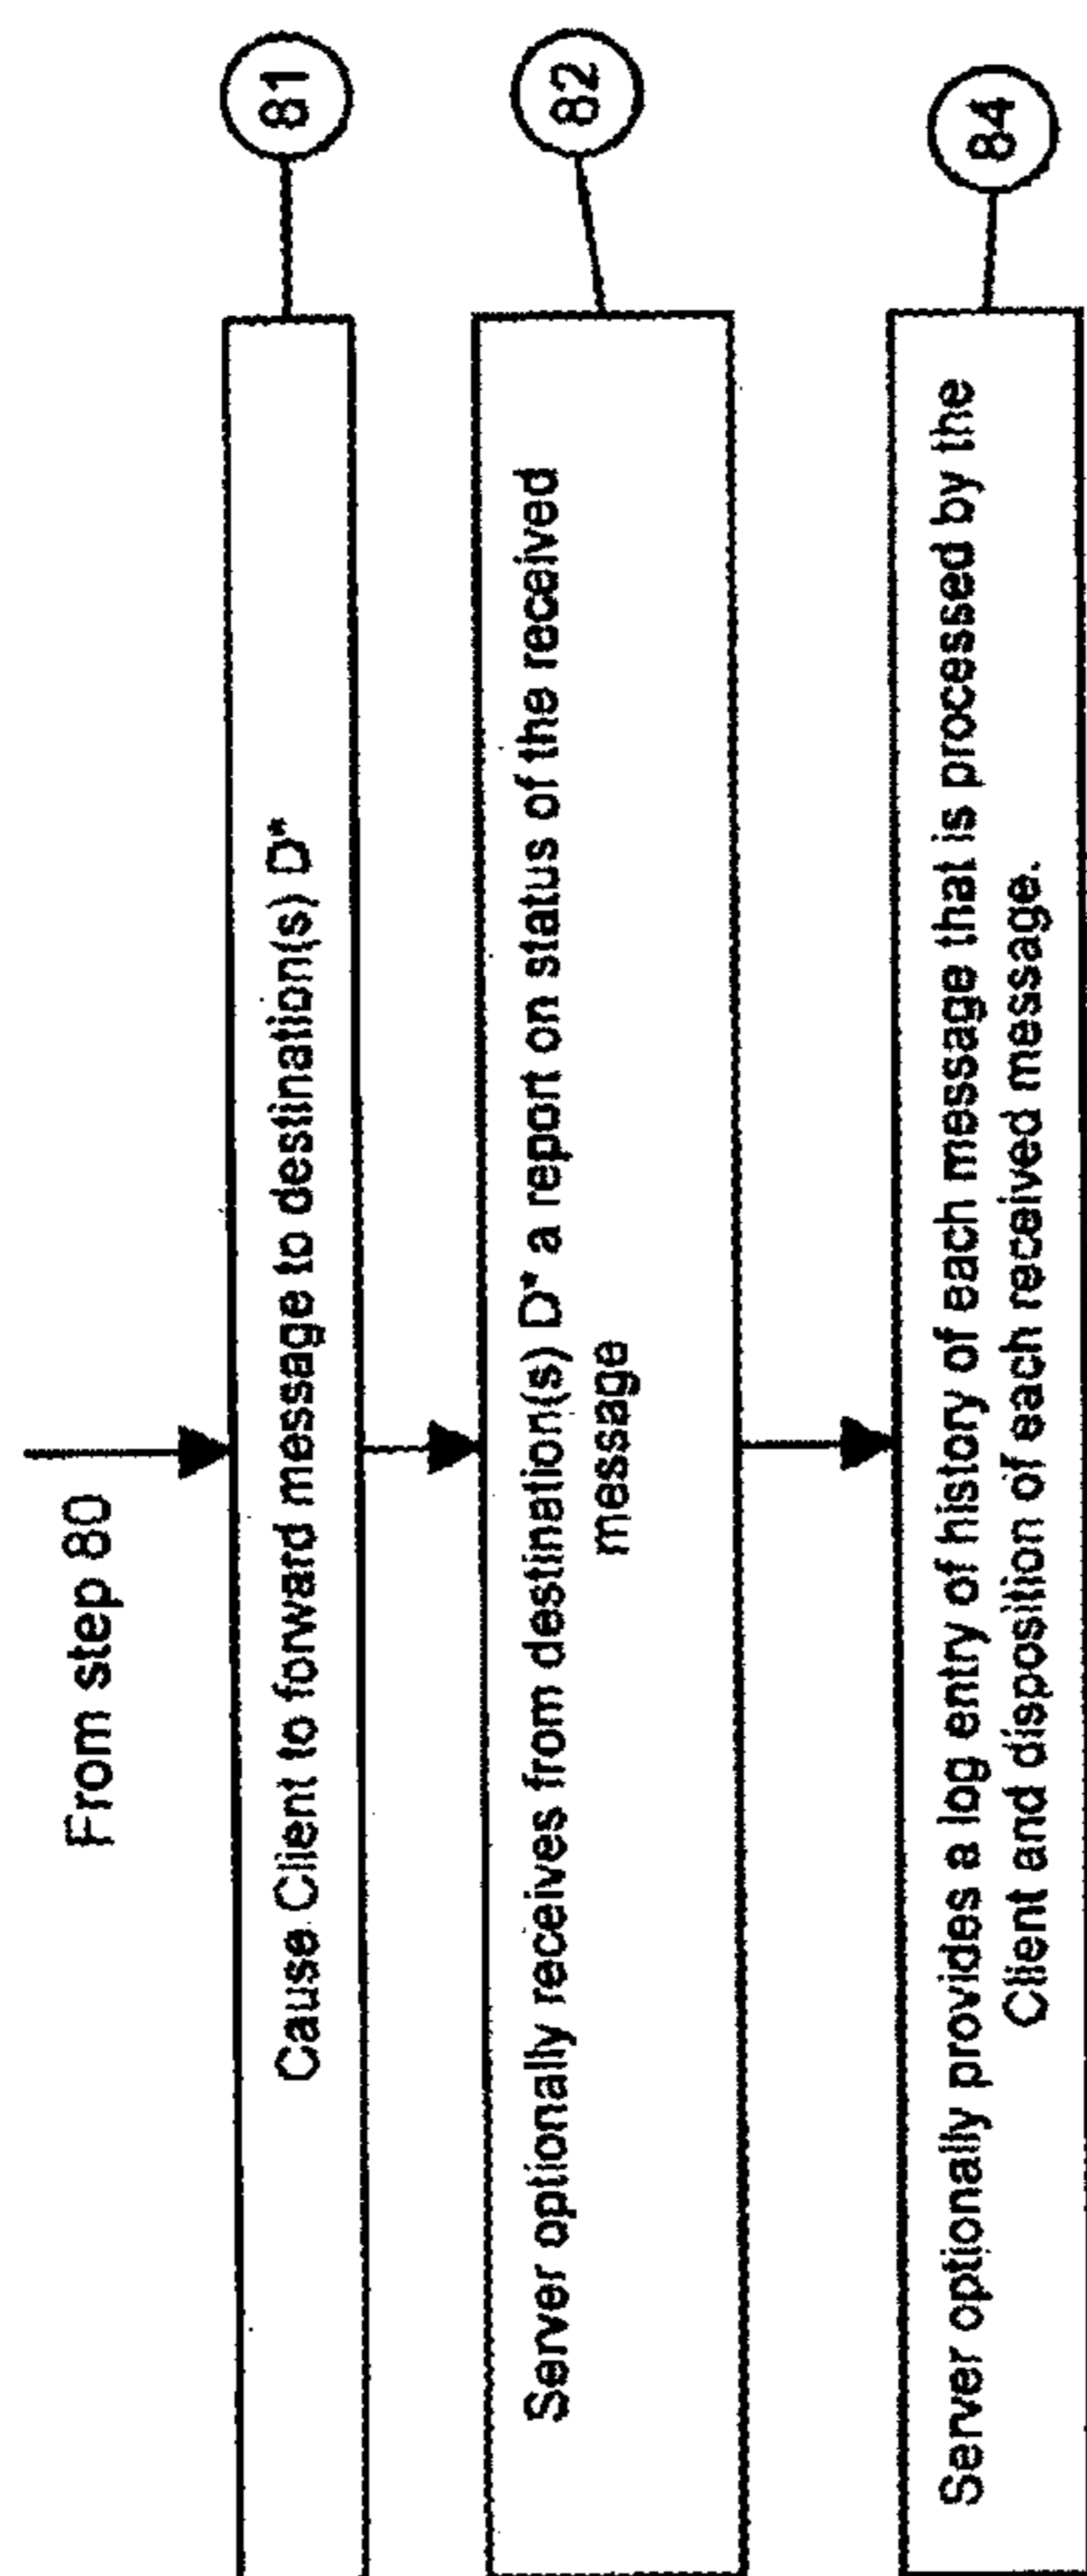 From step 80
Cause Client to forward message to destination(s) D*
81
Server optionally receives from destination(s) D* a report on status of the received
message
82
Server optionally provides a log entry of history of each message that is processed by the
Client and disposition of each received message.
84